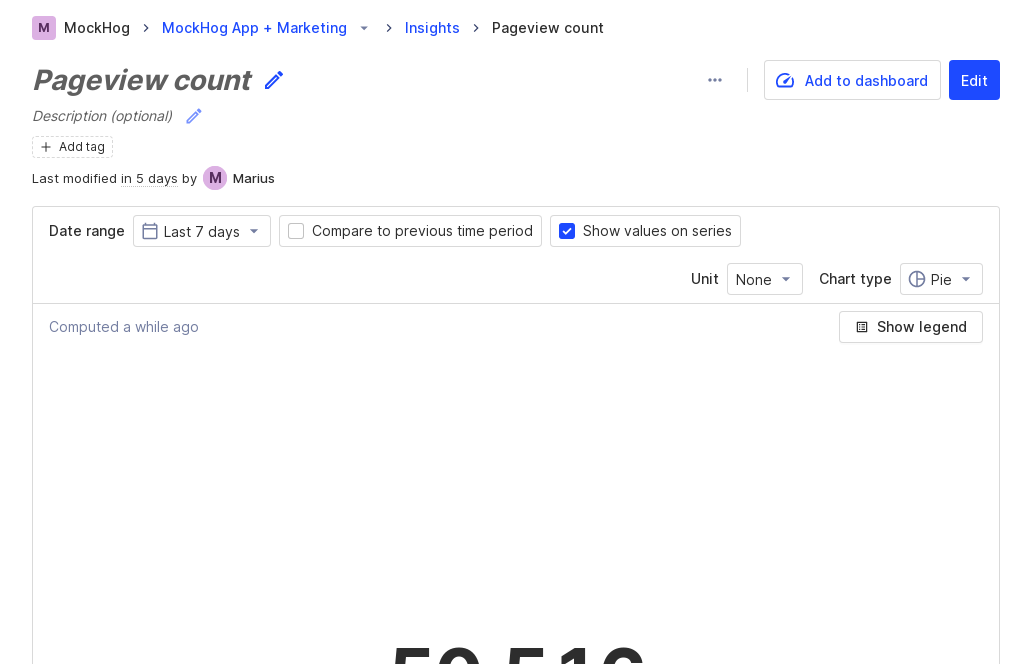 M MockHog MockHog App + Marketing Insights Pageview count
Pageview count
Add to dashboard
Edit
Description (optional)
Add tag
Last modified in 5 days by M Marius
Date range Last 7 days Compare to previous time period Show values on series
Unit None Chart type Pie
Computed a while ago Show legend